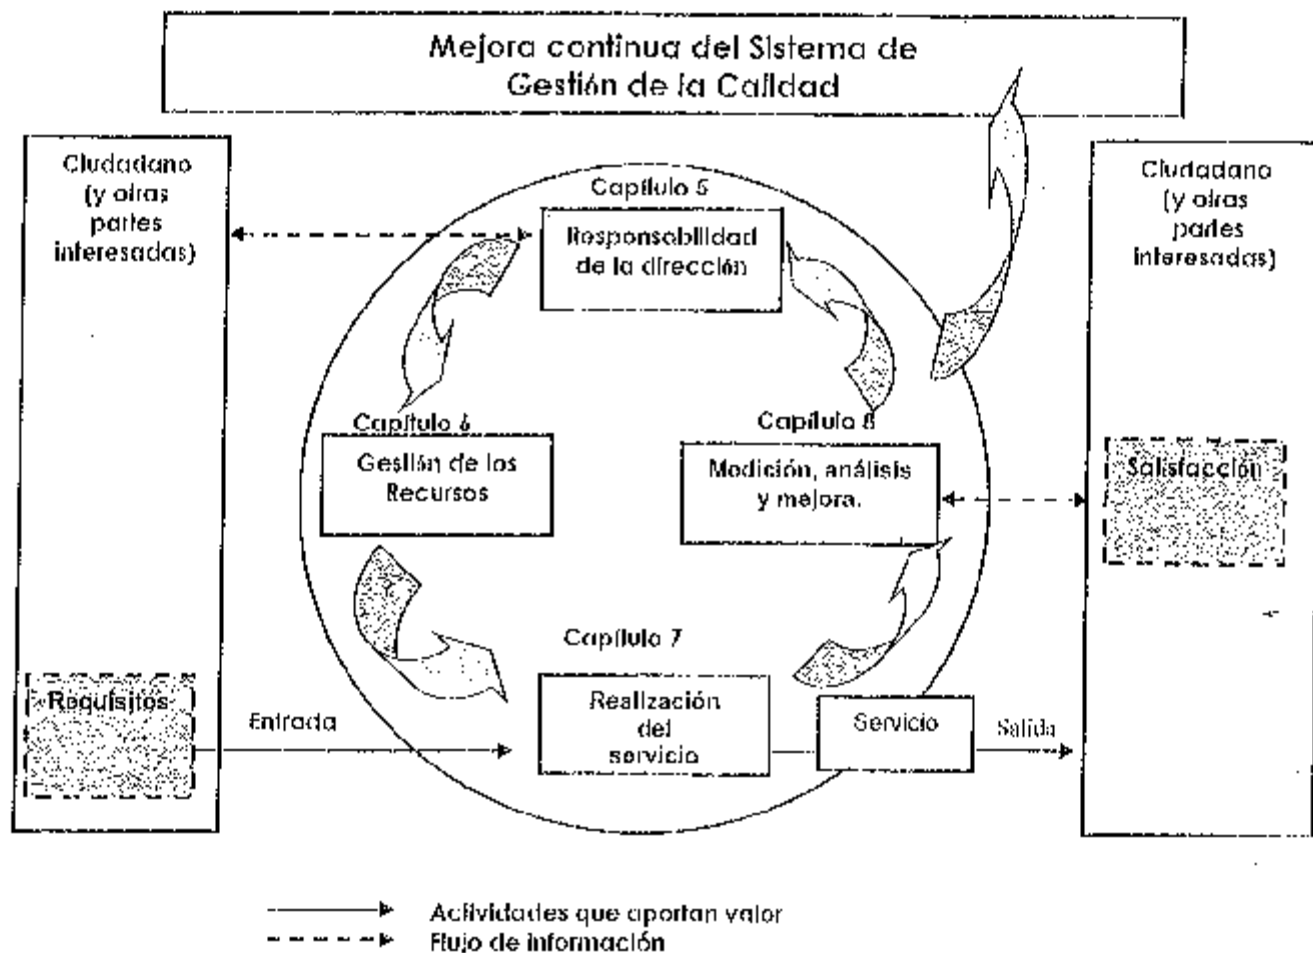 Mejora continua del Sistema de
Gestión de la Calidad
Ciudadano
(y otras
partes
interesadas)
Capítulo 5
Responsabilidad
de la dirección
Ciudadano
(y otras
partes
interesadas)
Capítulo 6
Gestión de los
Recursos
Capítulo 8
Medición, análisis
y mejora.
Satisfacción
Capítulo 7
Requisitos
Entrada
Realización
del
servicio
Servicio
Salida
Actividades que aportan valor
Flujo de información